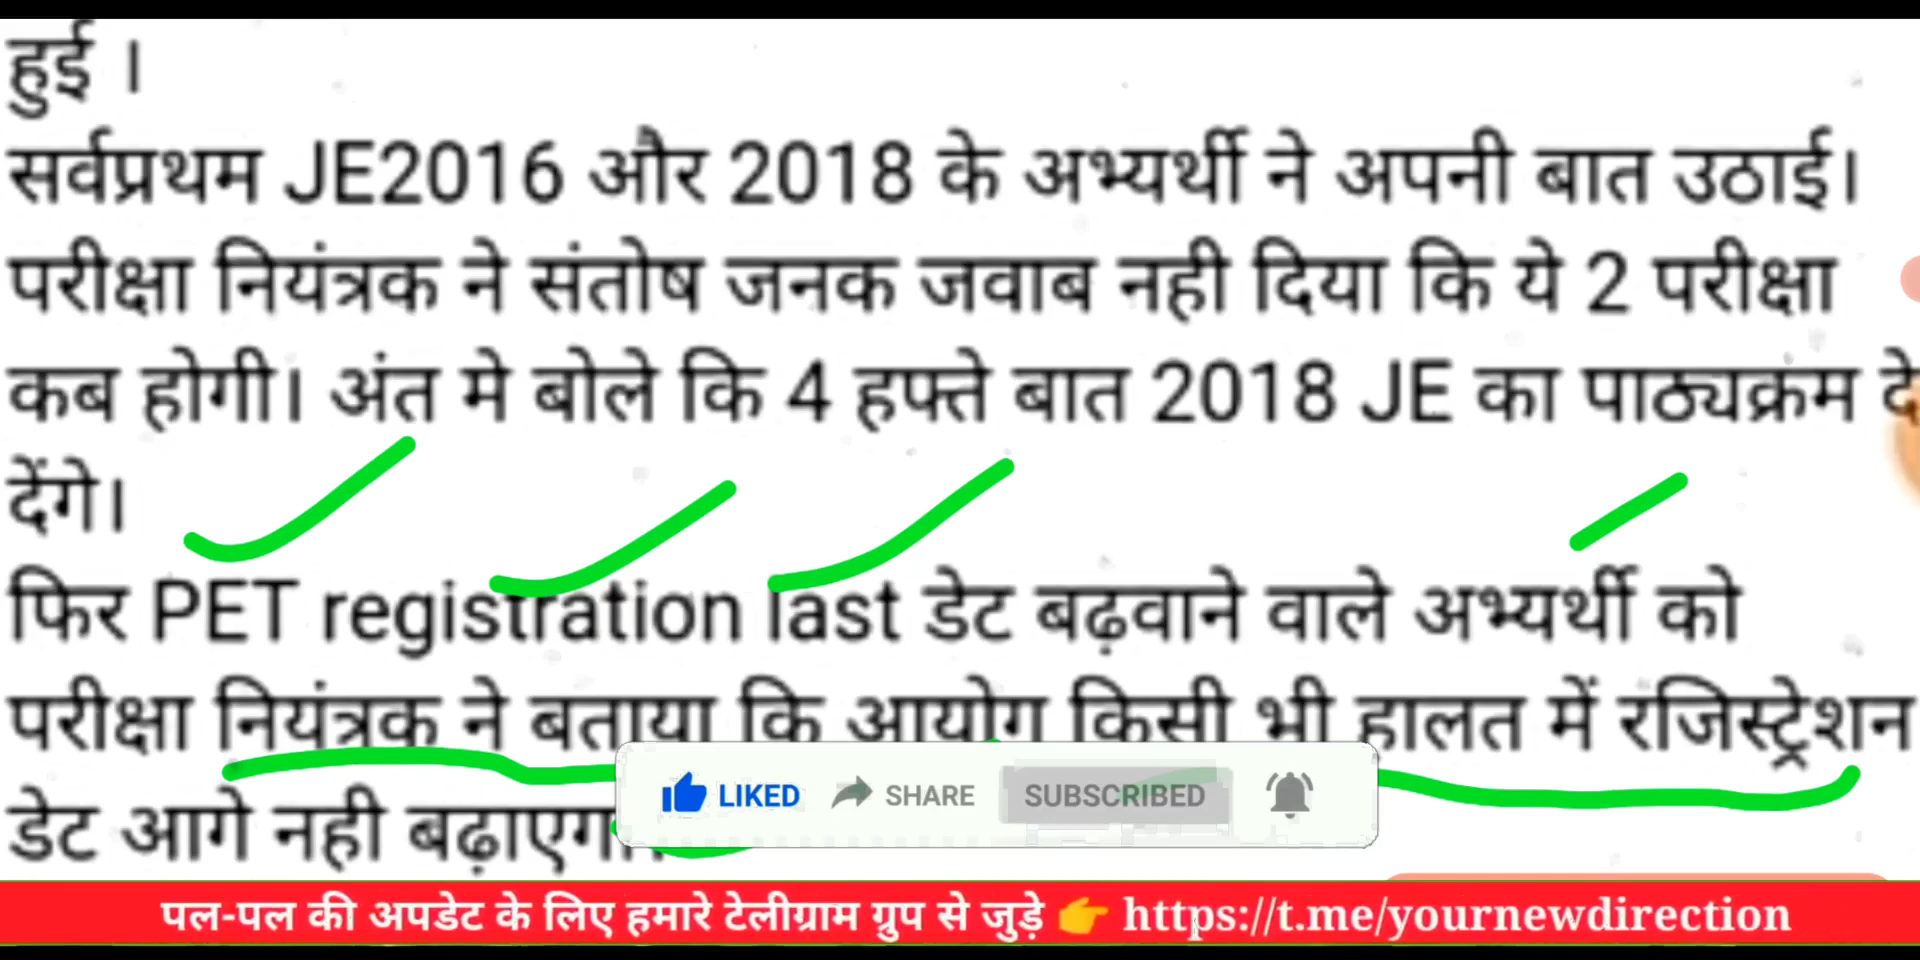 हुई ।
सर्वप्रथम JE2016 और 2018 के अभ्यर्थी ने अपनी बात उठाई।
परीक्षा नियंत्रक ने संतोष जनक जवाब नही दिया कि ये 2 परीक्षा
कब होगी। अंत मे बोले कि 4 हफ्ते बात 2018 JE का पाठ्यक्रम दे
देंगे।
फिर PET registration last डेट बढ़वाने वाले अभ्यर्थी को
परीक्षा नियंत्रक ने बताया कि आयोग किसी भी हालत में रजिस्ट्रेशन
डेट आगे नही बढ़ाएगा।
LIKED SHARE SUBSCRIBED
पल-पल की अपडेट के लिए हमारे टेलीग्राम ग्रुप से जुड़े 👉 https://t.me/yournewdirection